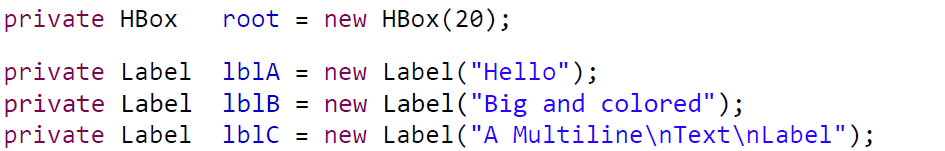 private HBox   root = new HBox(20);
private Label  lblA = new Label("Hello");
private Label  lblB = new Label("Big and colored");
private Label  lblC = new Label("A Multiline\nText\nLabel");